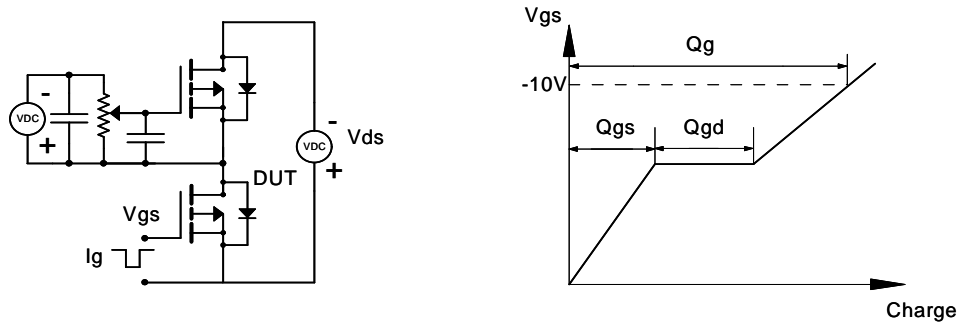 -
VDC
+
DUT
Vgs
Ig
-
VDC
Vds
+
Vgs
Qg
-10V
Qgs
Qgd
Charge